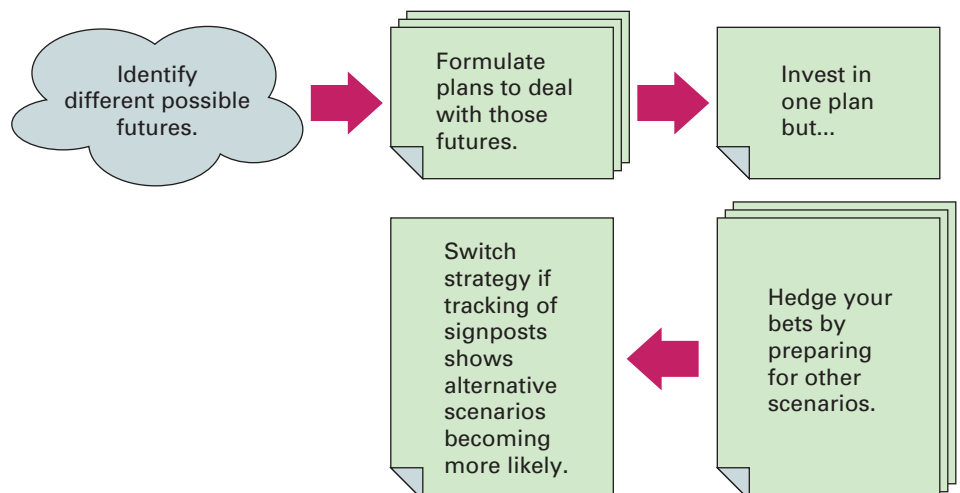 Identify
different possible
futures.
Formulate
plans to deal
with those
futures.
Invest in
one plan
but...
Hedge your
bets by
preparing
for other
scenarios.
Switch
strategy if
tracking of
signposts
shows
alternative
scenarios
becoming
more likely.